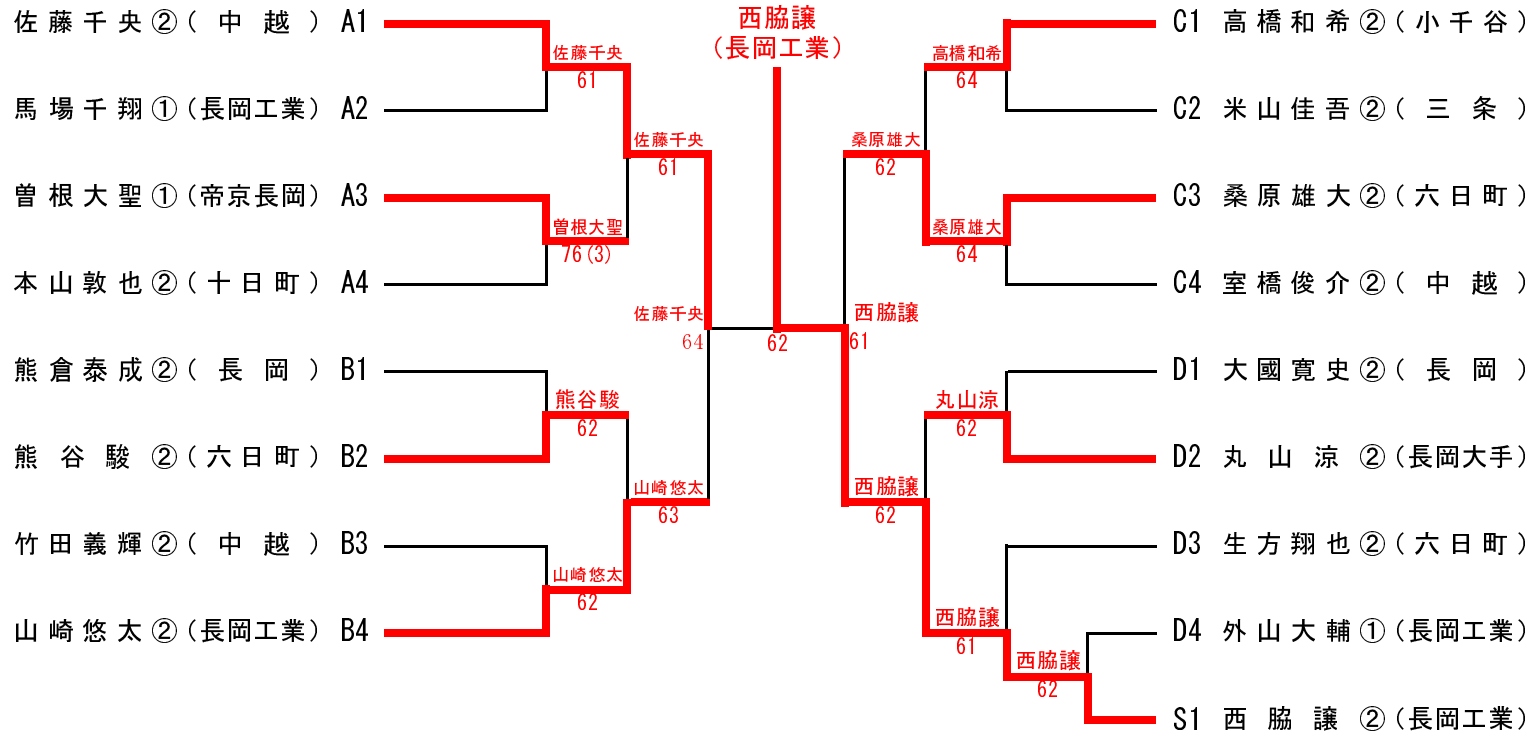 佐藤千央②(中越) A1
馬場千翔①(長岡工業) A2
曽根大聖①(帝京長岡) A3
本山敦也②(十日町) A4
熊倉泰成②(長岡) B1
熊谷駿②(六日町) B2
竹田義輝②(中越) B3
山崎悠太②(長岡工業) B4
佐藤千央
61
曽根大聖
76(3)
熊谷駿
62
山崎悠太
62
佐藤千央
61
山崎悠太
63
佐藤千央
64
西脇譲
(長岡工業)
62
西脇譲
61
桑原雄大
62
西脇譲
62
高橋和希
64
桑原雄大
64
丸山涼
62
西脇譲
61
西脇譲
62
C1 高橋和希②(小千谷)
C2 米山佳吾②(三条)
C3 桑原雄大②(六日町)
C4 室橋俊介②(中越)
D1 大國寛史②(長岡)
D2 丸山涼②(長岡大手)
D3 生方翔也②(六日町)
D4 外山大輔①(長岡工業)
S1 西脇譲②(長岡工業)